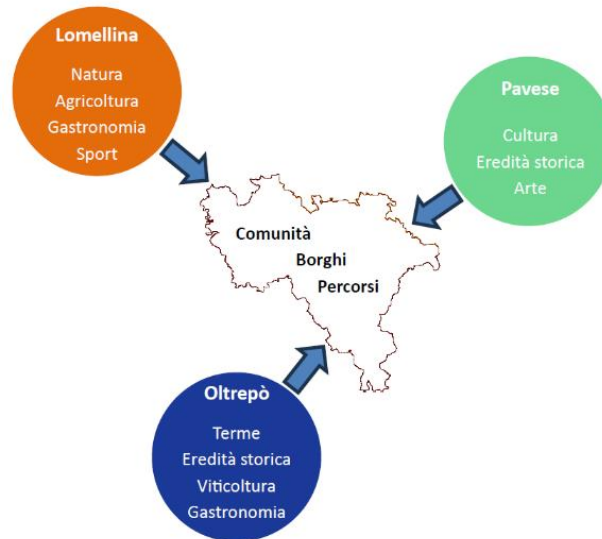 Lomellina
Natura
Agricoltura
Gastronomia
Sport
Pavese
Cultura
Eredità storica
Arte
Comunità
Borghi
Percorsi
Oltrepò
Terme
Eredità storica
Viticoltura
Gastronomia